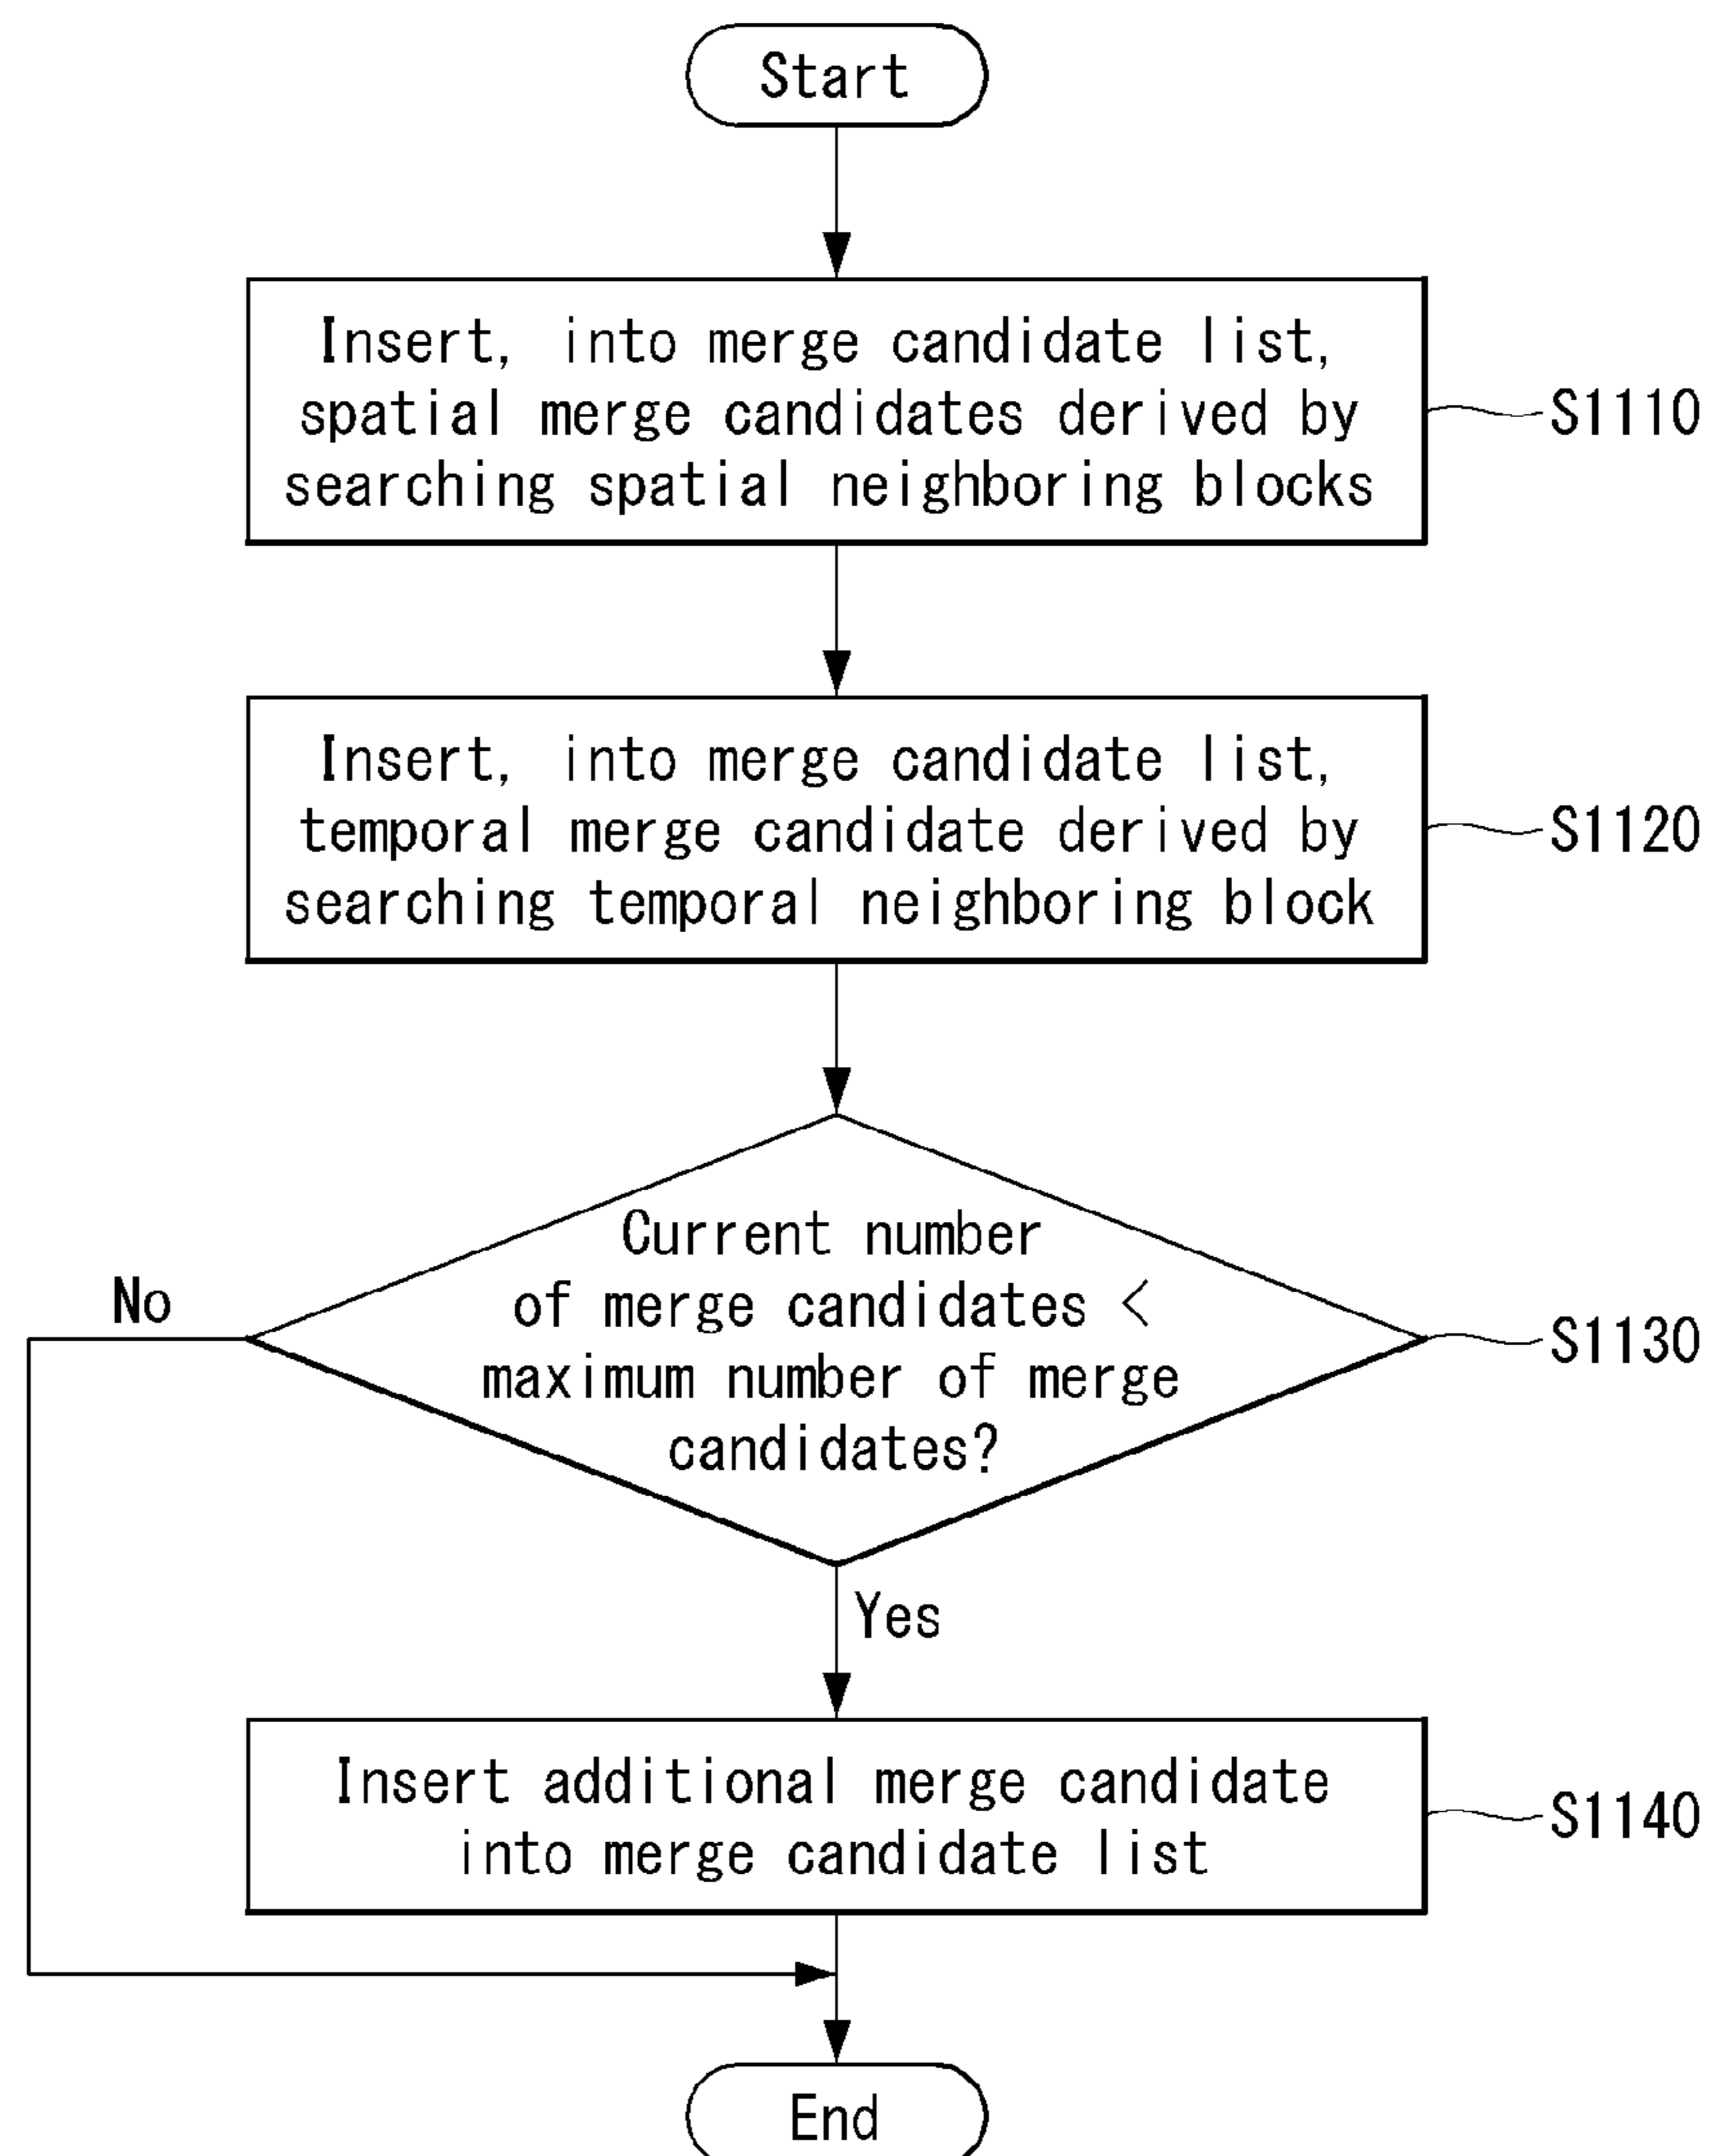 Start
Insert, into merge candidate list,
spatial merge candidates derived by
searching spatial neighboring blocks
S1110
Insert, into merge candidate list,
temporal merge candidate derived by
searching temporal neighboring block
S1120
Current number
of merge candidates <
maximum number of merge
candidates?
S1130
No
Yes
Insert additional merge candidate
into merge candidate list
S1140
End